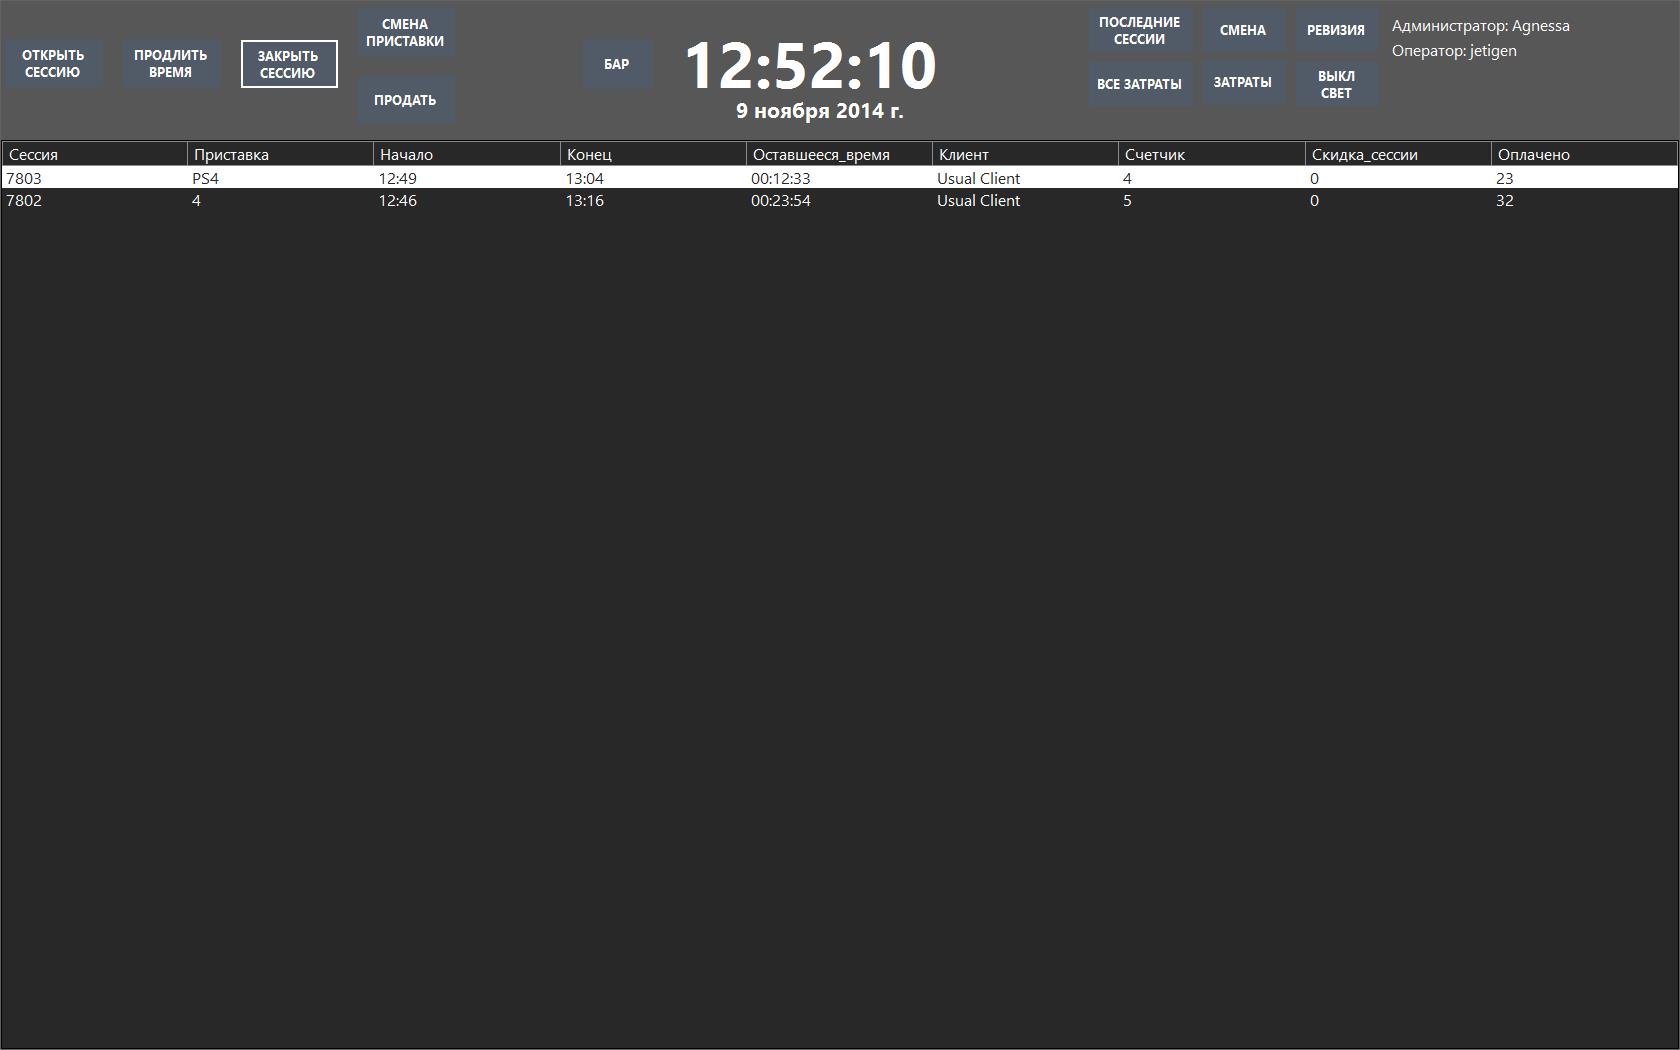 ОТКРЫТЬ
СЕССИЮ
ПРОДЛИТЬ
ВРЕМЯ
ЗАКРЫТЬ
СЕССИЮ
СМЕНА
ПРИСТАВКИ
ПРОДАТЬ
БАР
12:52:10
9 ноября 2014 г.
ПОСЛЕДНИЕ
СЕССИИ
СМЕНА
РЕВИЗИЯ
ВСЕ ЗАТРАТЫ
ЗАТРАТЫ
ВЫКЛ
СВЕТ
Администратор: Agnessa
Оператор: jetigen
Сессия Приставка Начало Конец Оставшееся_время Клиент Счетчик Скидка_сессии Оплачено
7803 PS4 12:49 13:04 00:12:33 Usual Client 4 0 23
7802 4 12:46 13:16 00:23:54 Usual Client 5 0 32